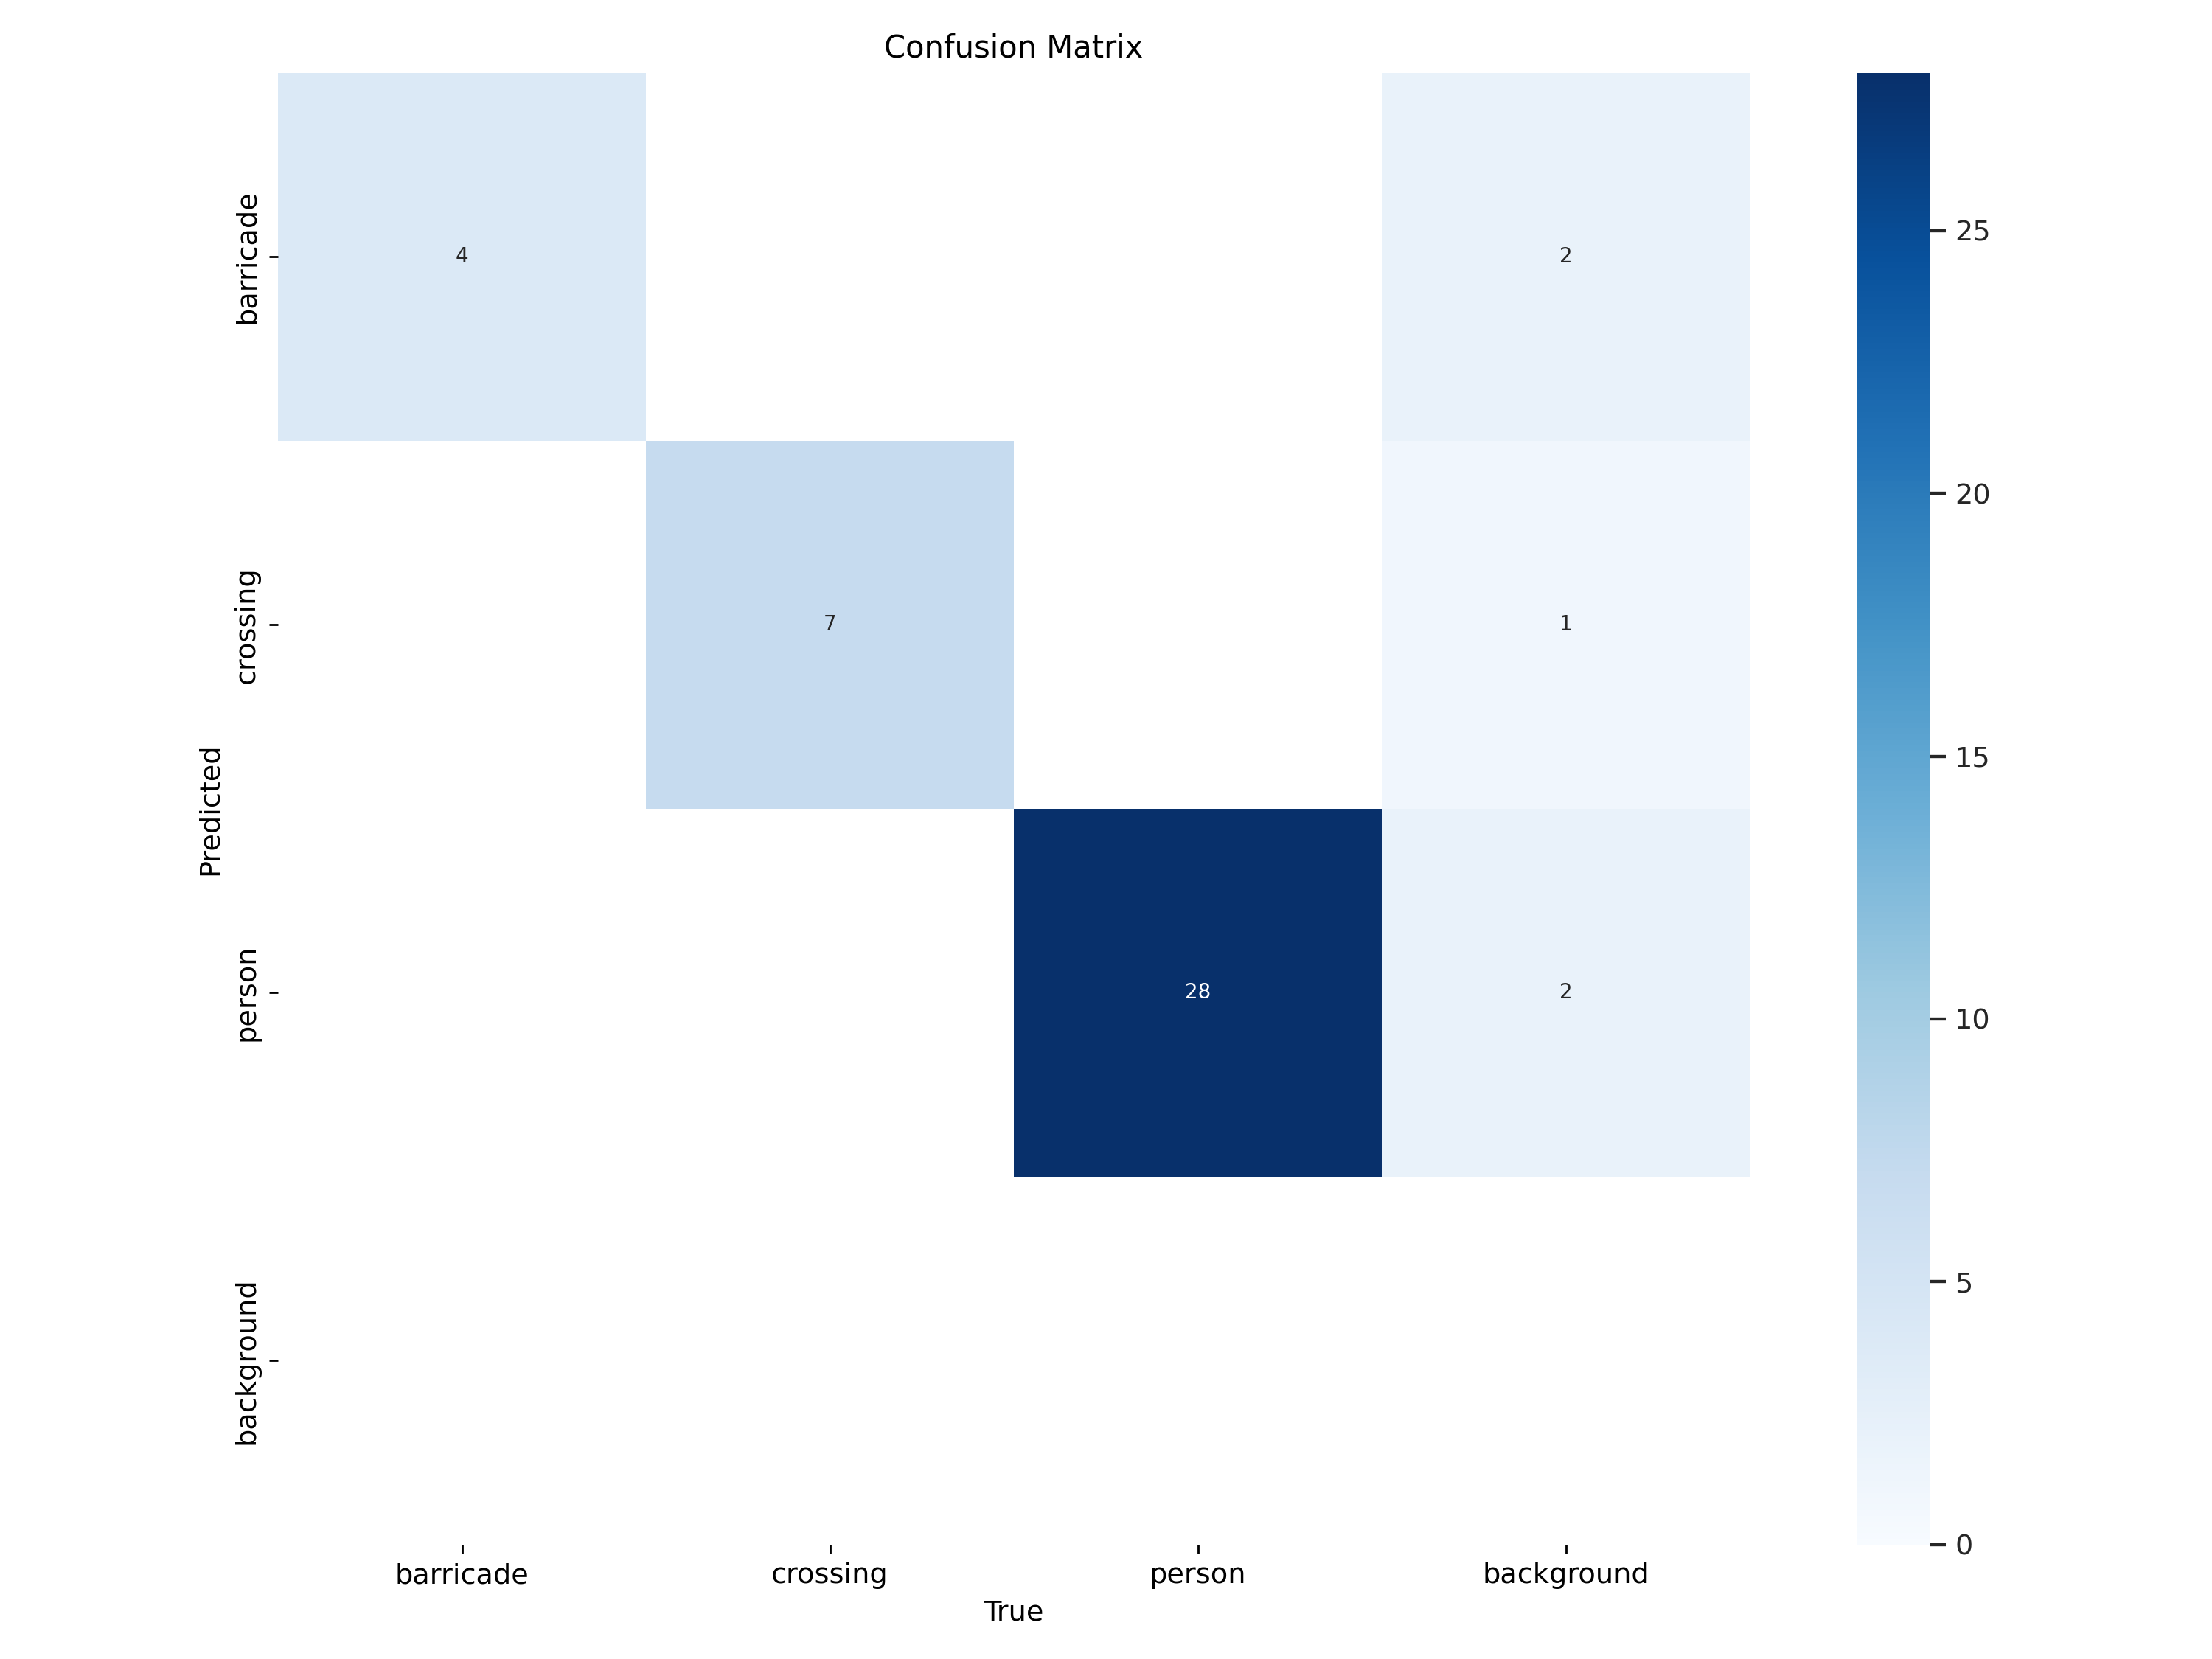 Confusion Matrix
barricade
crossing
person
background
Predicted
4
2
7
1
28
2
barricade
crossing
person
background
True
25
20
15
10
5
0